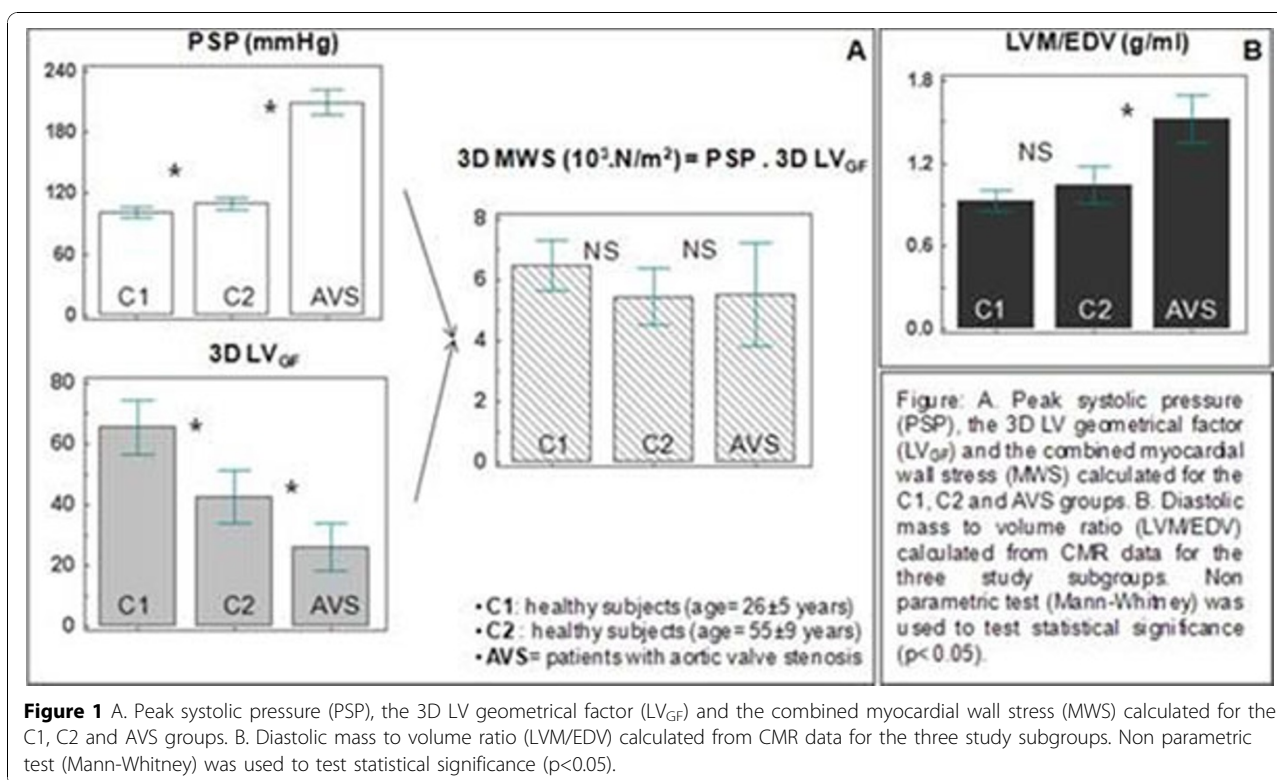 PSP (mmHg)
A
240
180
120
60
0
*
*
C1
C2
AVS
3D LV_GF
80
60
40
20
0
*
*
C1
C2
AVS
3D MWS (10³.N/m²)= PSP . 3D LV_GF
8
6
4
2
0
NS
NS
C1
C2
AVS
• C1: healthy subjects (age= 26±5 years)
• C2 : healthy subjects (age= 55±9 years)
• AVS= patients with aortic valve stenosis
LVM/EDV (g/ml)
B
1.8
1.2
0.6
0.0
NS
*
C1
C2
AVS
Figure: A. Peak systolic pressure
(PSP), the 3D LV geometrical factor
(LV_GF) and the combined myocardial
wall stress (MWS) calculated for the
C1, C2 and AVS groups. B. Diastolic
mass to volume ratio (LVM/EDV)
calculated from CMR data for the
three study subgroups. Non
parametric test (Mann-Whitney) was
used to test statistical significance
(p< 0.05).
Figure 1 A. Peak systolic pressure (PSP), the 3D LV geometrical factor (LV_GF) and the combined myocardial wall stress (MWS) calculated for the
C1, C2 and AVS groups. B. Diastolic mass to volume ratio (LVM/EDV) calculated from CMR data for the three study subgroups. Non parametric
test (Mann-Whitney) was used to test statistical significance (p<0.05).